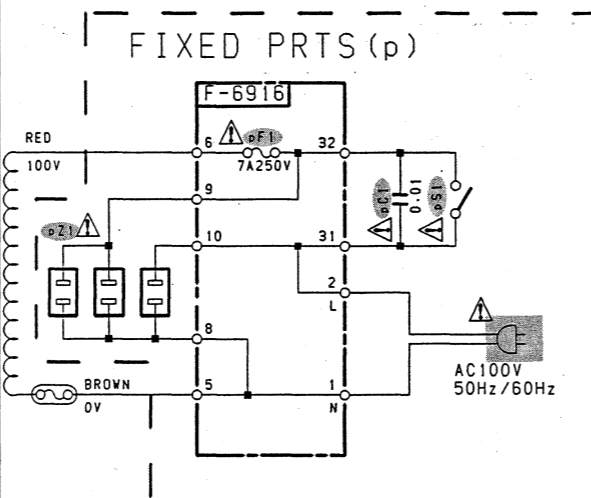 FIXED PRTS(p)
F-6916
RED
100V
6
pF1
7A250V
32
9
pC1
0.01
pS1
pZ1
10
31
2
L
8
AC100V
50Hz/60Hz
BROWN
0V
5
1
N